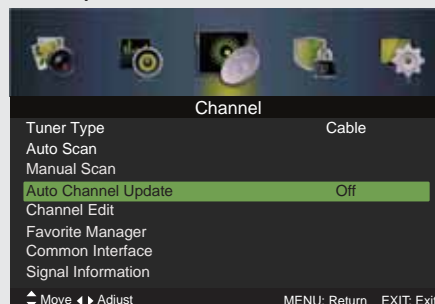 Channel
Tuner Type Cable
Auto Scan
Manual Scan
Auto Channel Update Off
Channel Edit
Favorite Manager
Common Interface
Signal Information
Move Adjust MENU: Return EXIT: Exit